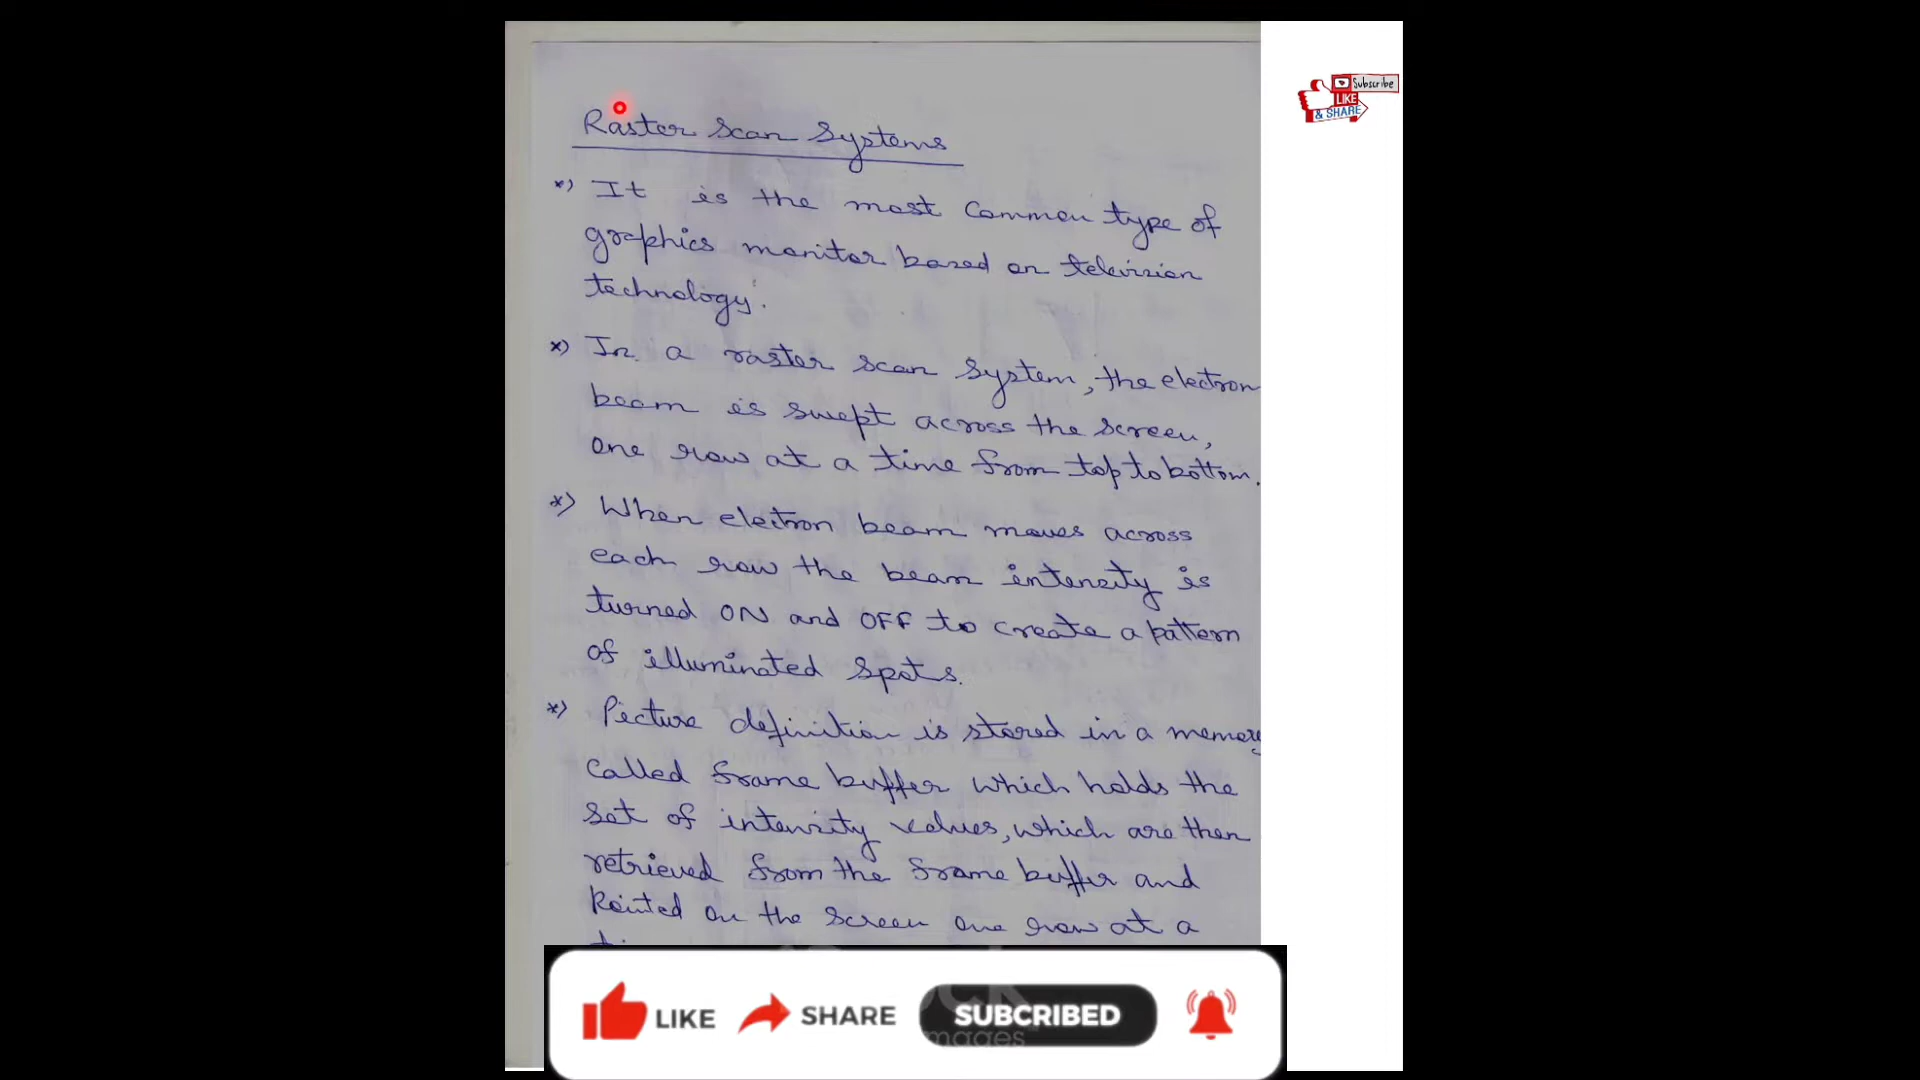 Raster Scan Systems
*) It is the most common type of
graphics monitor based on television
technology.
*) In a raster scan system, the electron
beam is swept across the screen,
one row at a time from top to bottom.
*) When electron beam moves across
each row the beam intensity is
turned ON and OFF to create a pattern
of illuminated spots.
*) Picture definition is stored in a memory
called frame buffer which holds the
set of intensity values, which are then
retrieved from the frame buffer and
Painted on the screen one row at a
Subscribe
LIKE
& SHARE
LIKE SHARE SUBCRIBED
mages